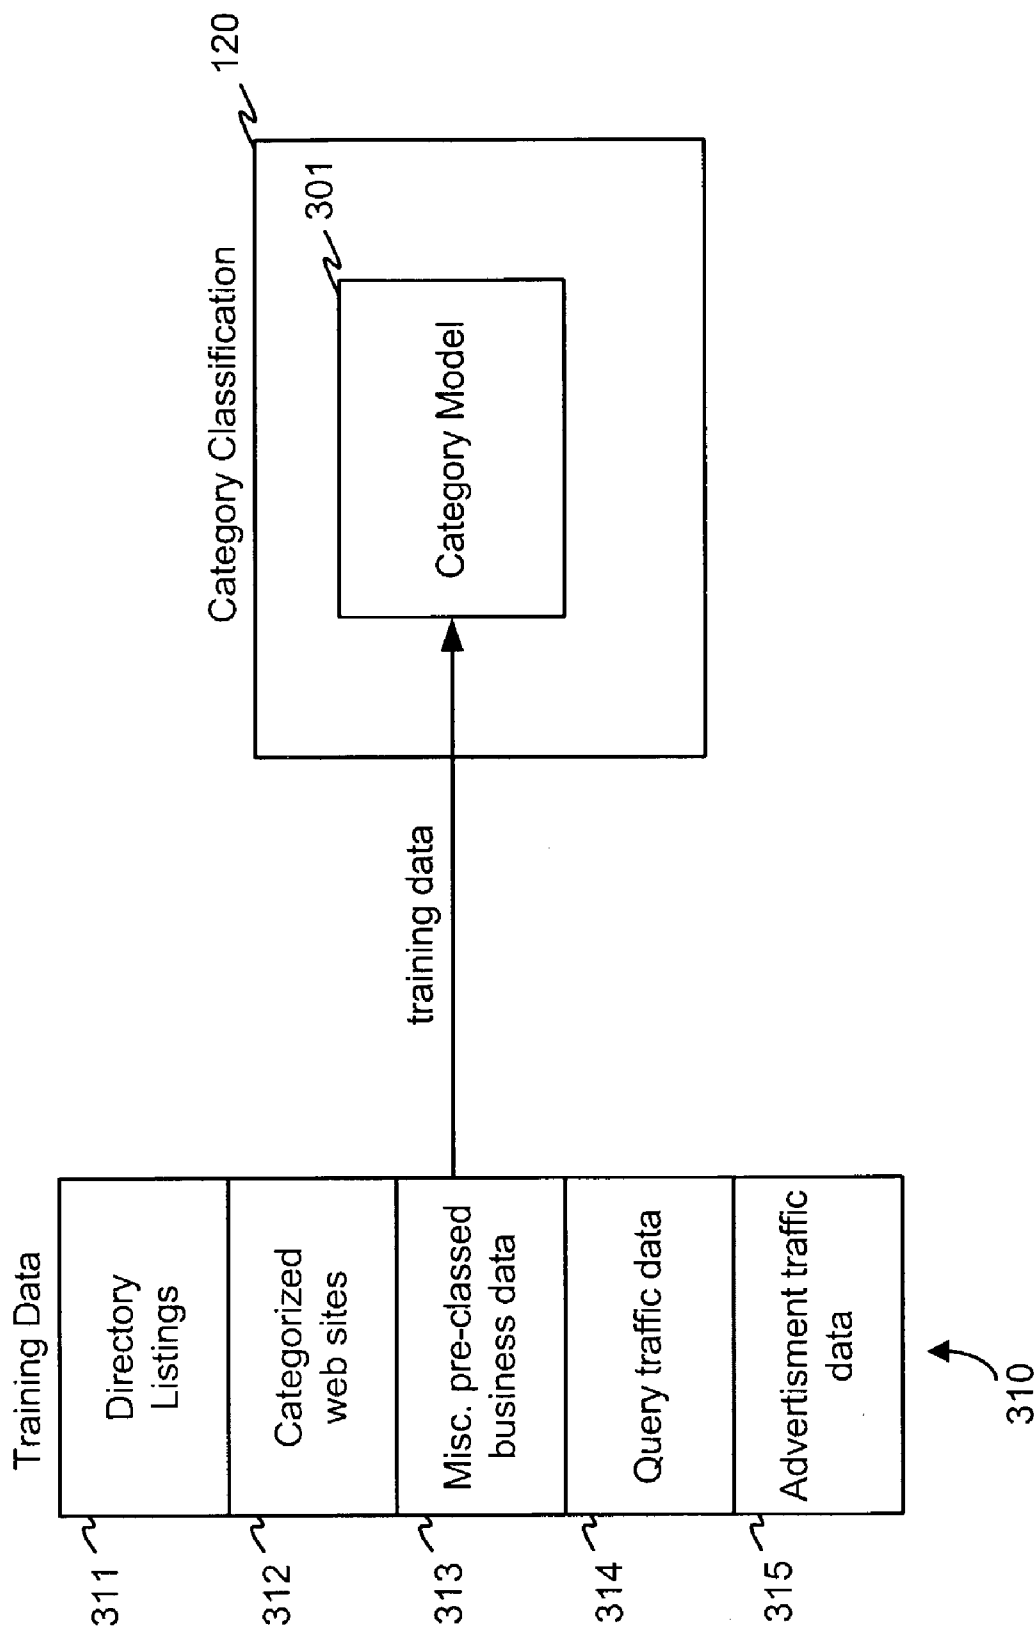 Training Data
311
Directory
Listings
312
Categorized
web sites
313
Misc. pre-classed
business data
314
Query traffic data
315
Advertisment traffic
data
310
training data
Category Classification
120
301
Category Model